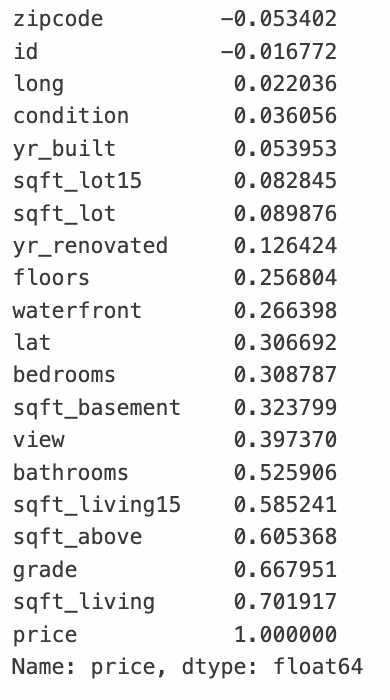 zipcode -0.053402
id -0.016772
long 0.022036
condition 0.036056
yr_built 0.053953
sqft_lot15 0.082845
sqft_lot 0.089876
yr_renovated 0.126424
floors 0.256804
waterfront 0.266398
lat 0.306692
bedrooms 0.308787
sqft_basement 0.323799
view 0.397370
bathrooms 0.525906
sqft_living15 0.585241
sqft_above 0.605368
grade 0.667951
sqft_living 0.701917
price 1.000000
Name: price, dtype: float64